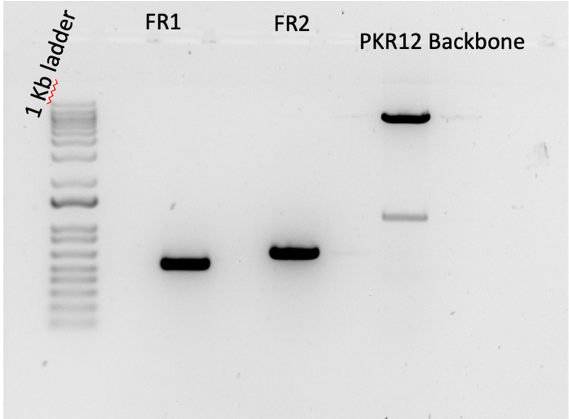 1 Kb ladder
FR1
FR2
PKR12 Backbone